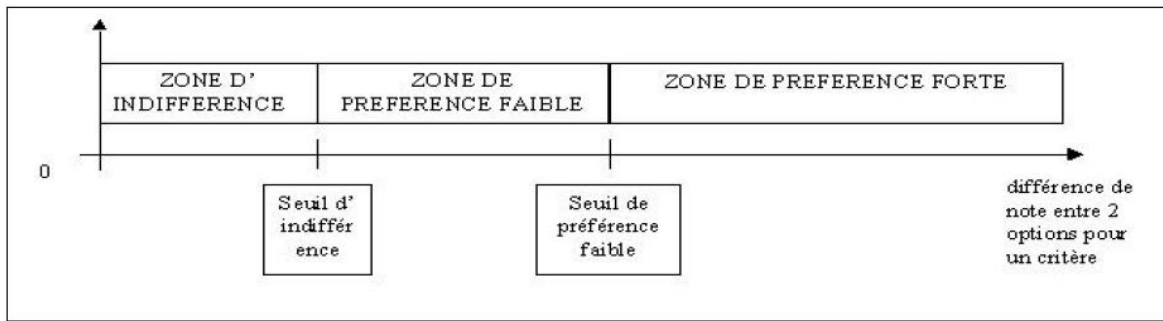 ZONE D'
INDIFFERENCE
ZONE DE
PREFERENCE FAIBLE
ZONE DE PREFERENCE FORTE
0
Seuil d'
indiffér
ence
Seuil de
préférence
faible
différence de
note entre 2
options pour
un critère